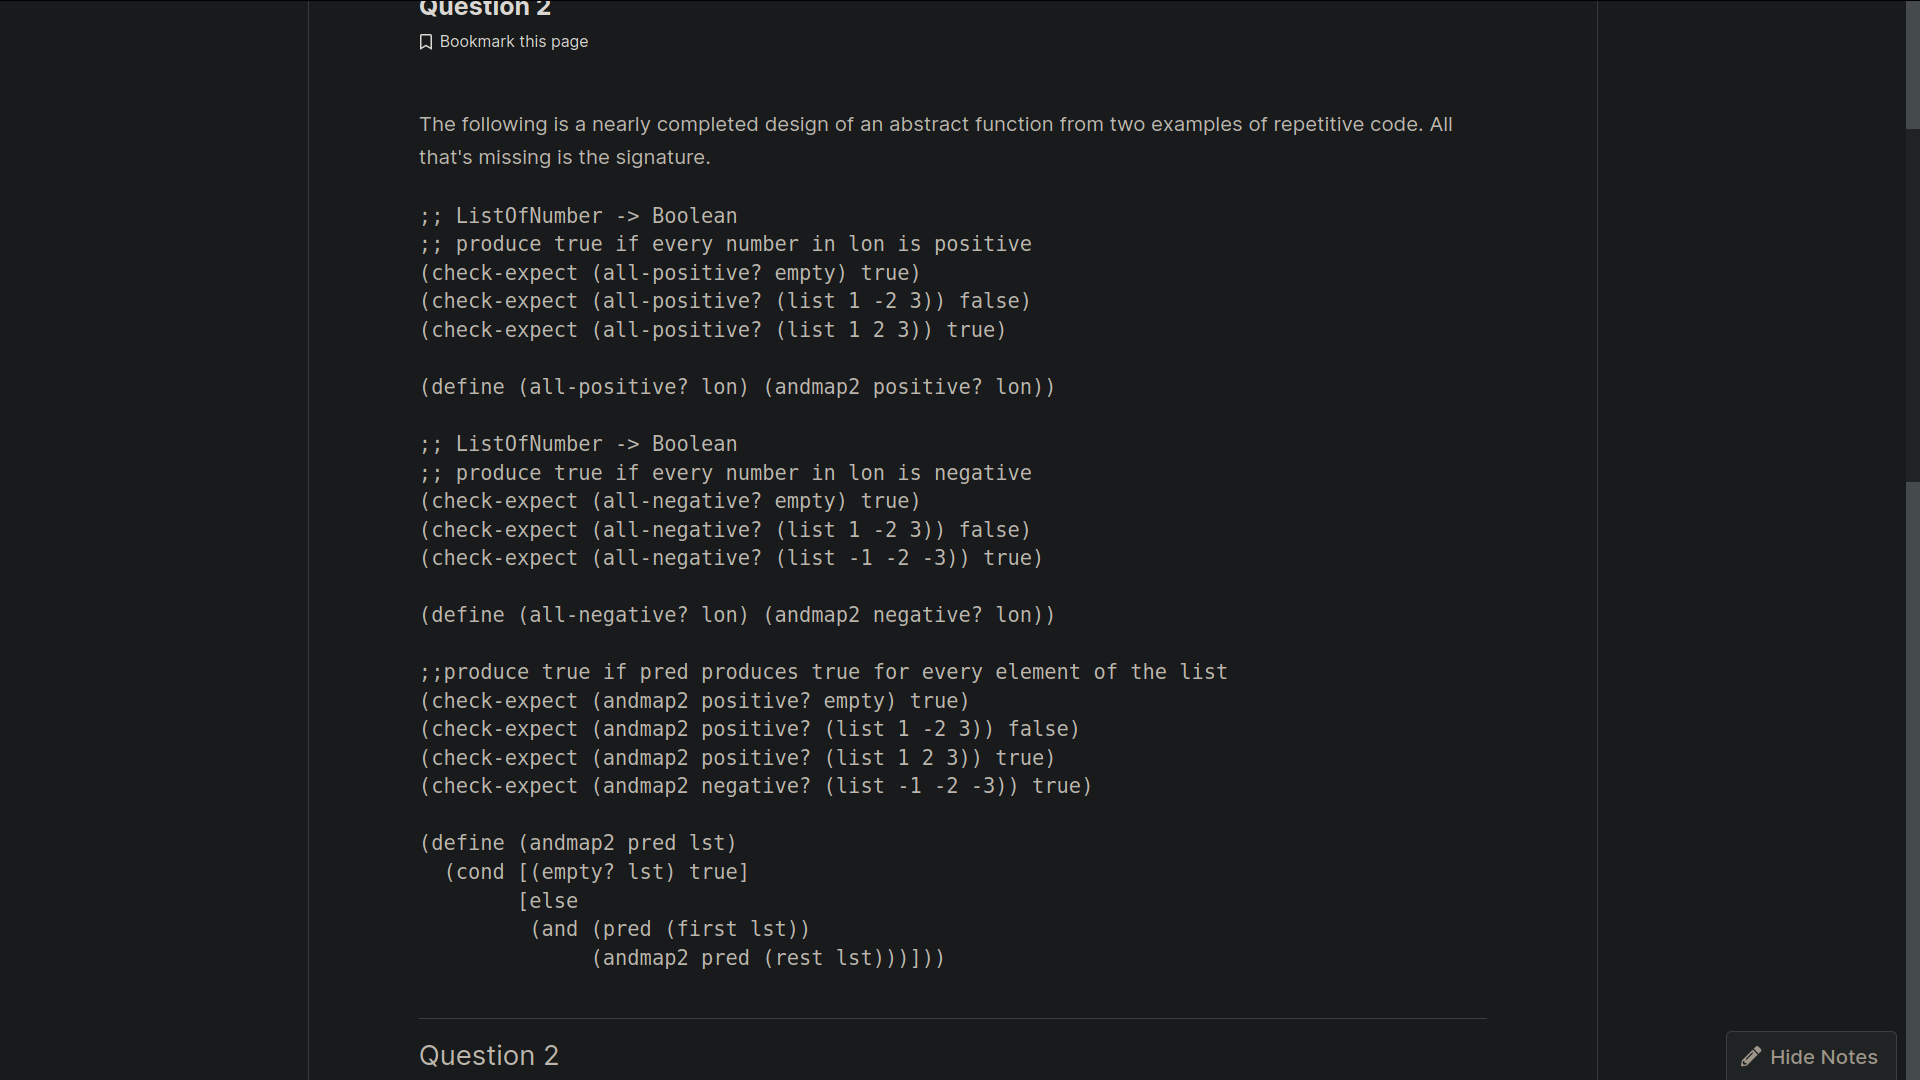 Question 2
Bookmark this page
The following is a nearly completed design of an abstract function from two examples of repetitive code. All
that's missing is the signature.
;; ListOfNumber -> Boolean
;; produce true if every number in lon is positive
(check-expect (all-positive? empty) true)
(check-expect (all-positive? (list 1 -2 3)) false)
(check-expect (all-positive? (list 1 2 3)) true)
(define (all-positive? lon) (andmap2 positive? lon))
;; ListOfNumber -> Boolean
;; produce true if every number in lon is negative
(check-expect (all-negative? empty) true)
(check-expect (all-negative? (list 1 -2 3)) false)
(check-expect (all-negative? (list -1 -2 -3)) true)
(define (all-negative? lon) (andmap2 negative? lon))
;;produce true if pred produces true for every element of the list
(check-expect (andmap2 positive? empty) true)
(check-expect (andmap2 positive? (list 1 -2 3)) false)
(check-expect (andmap2 positive? (list 1 2 3)) true)
(check-expect (andmap2 negative? (list -1 -2 -3)) true)
(define (andmap2 pred lst)
  (cond [(empty? lst) true]
        [else
         (and (pred (first lst))
              (andmap2 pred (rest lst)))]))
Question 2
Hide Notes